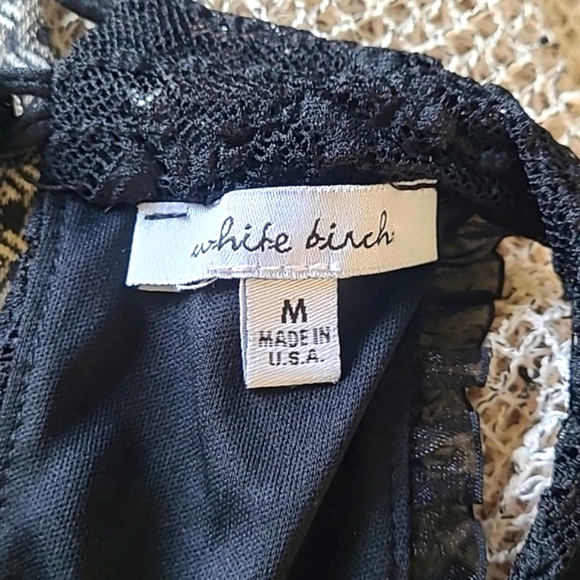 white birch
M
MADE IN
U.S.A.